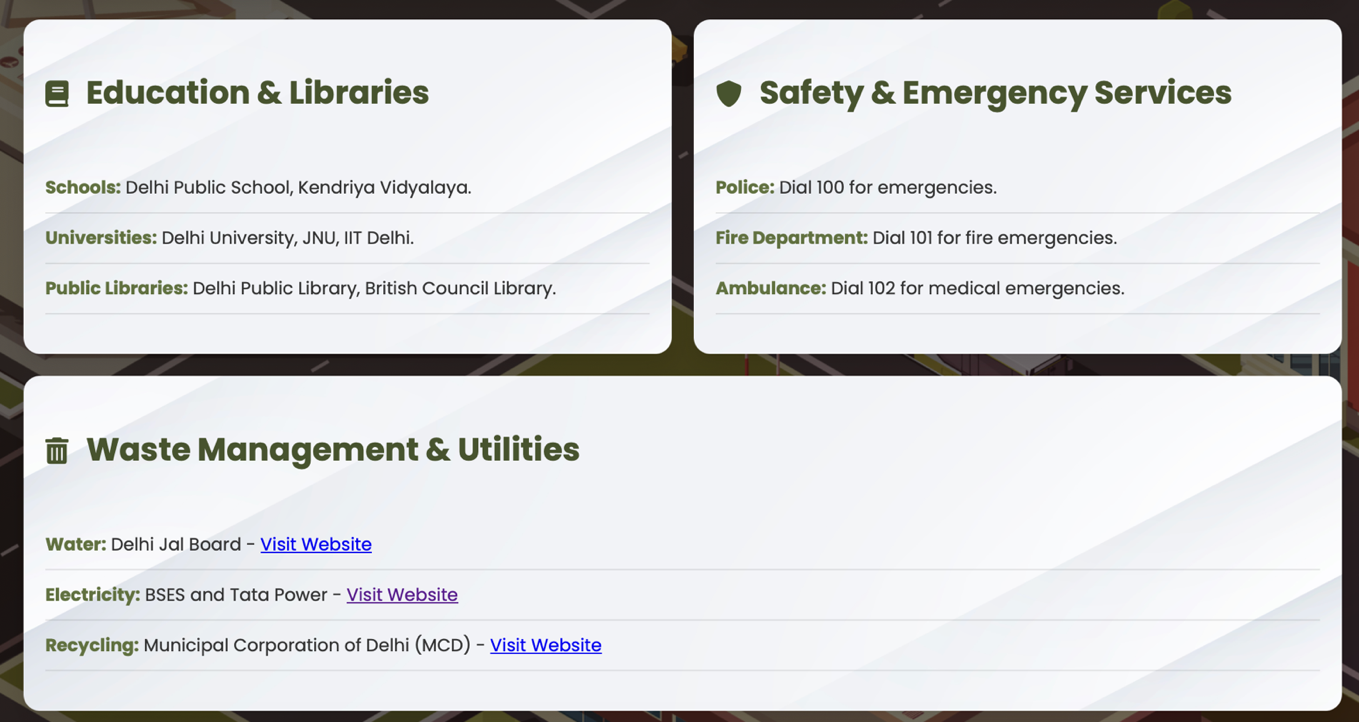 Education & Libraries
Schools: Delhi Public School, Kendriya Vidyalaya.
Universities: Delhi University, JNU, IIT Delhi.
Public Libraries: Delhi Public Library, British Council Library.
Safety & Emergency Services
Police: Dial 100 for emergencies.
Fire Department: Dial 101 for fire emergencies.
Ambulance: Dial 102 for medical emergencies.
Waste Management & Utilities
Water: Delhi Jal Board - Visit Website
Electricity: BSES and Tata Power - Visit Website
Recycling: Municipal Corporation of Delhi (MCD) - Visit Website